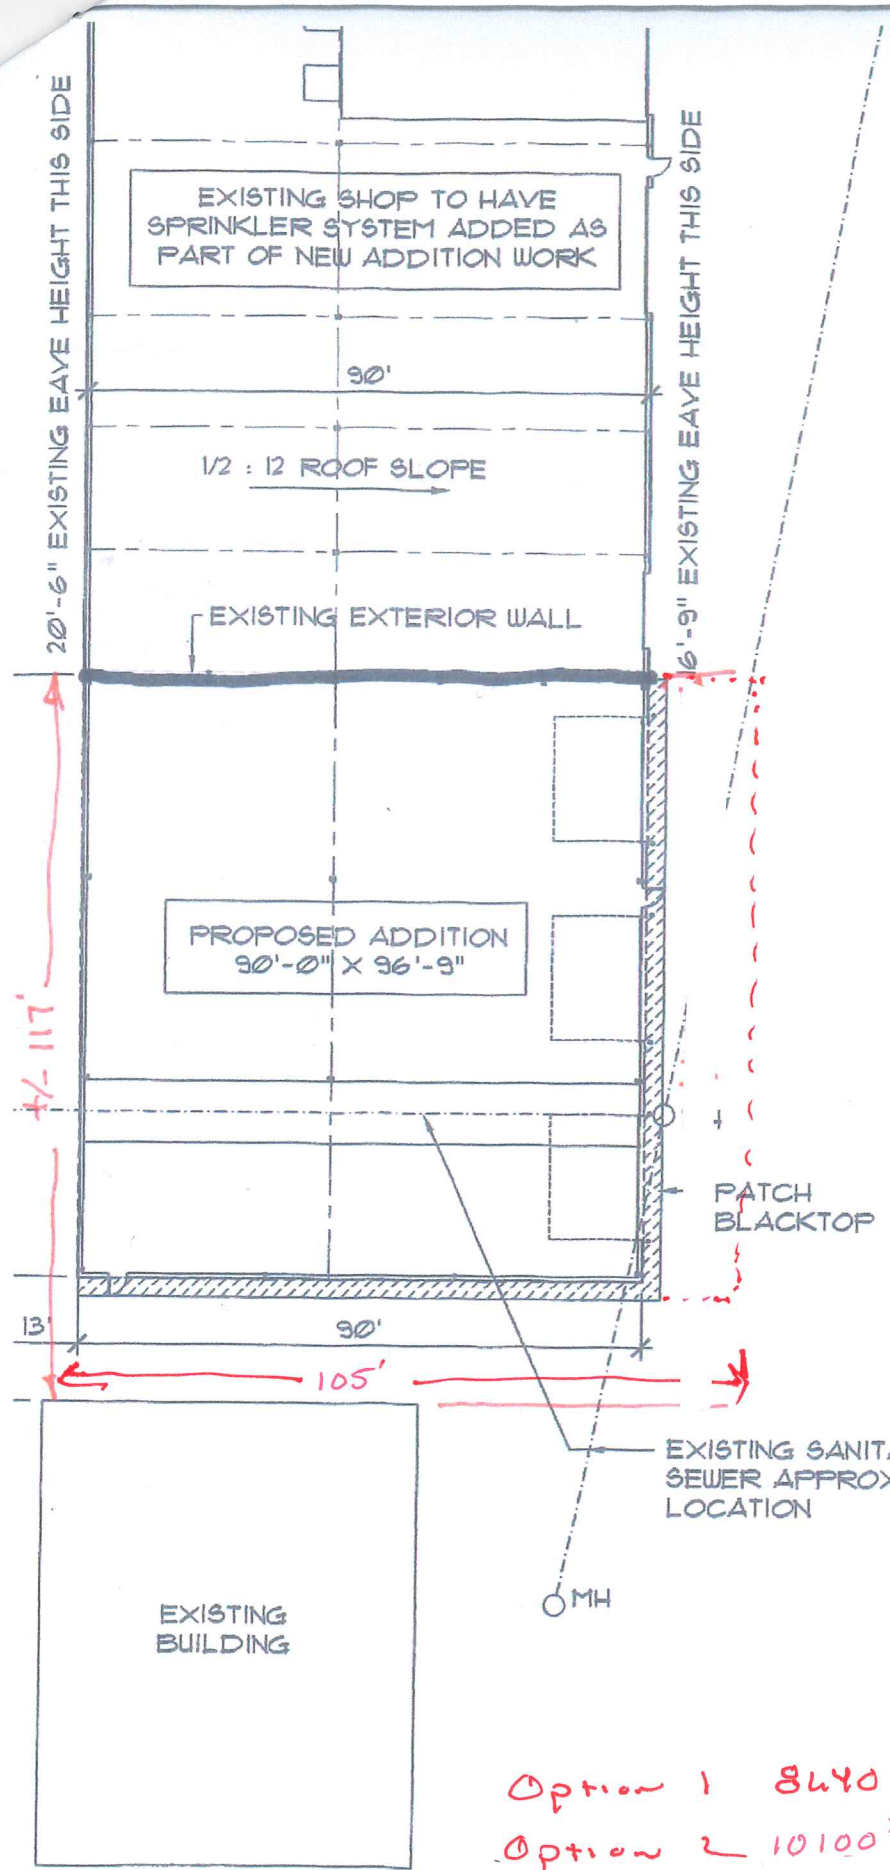 20'-6" EXISTING EAVE HEIGHT THIS SIDE
EXISTING SHOP TO HAVE
SPRINKLER SYSTEM ADDED AS
PART OF NEW ADDITION WORK
6'-9" EXISTING EAVE HEIGHT THIS SIDE
90'
1/2 : 12 ROOF SLOPE
EXISTING EXTERIOR WALL
PROPOSED ADDITION
90'-0" X 96'-9"
+/- 117'
PATCH
BLACKTOP
13'
90'
105'
EXISTING SANIT
SEWER APPROX
LOCATION
MH
EXISTING
BUILDING
Option 1
Option 2 10100